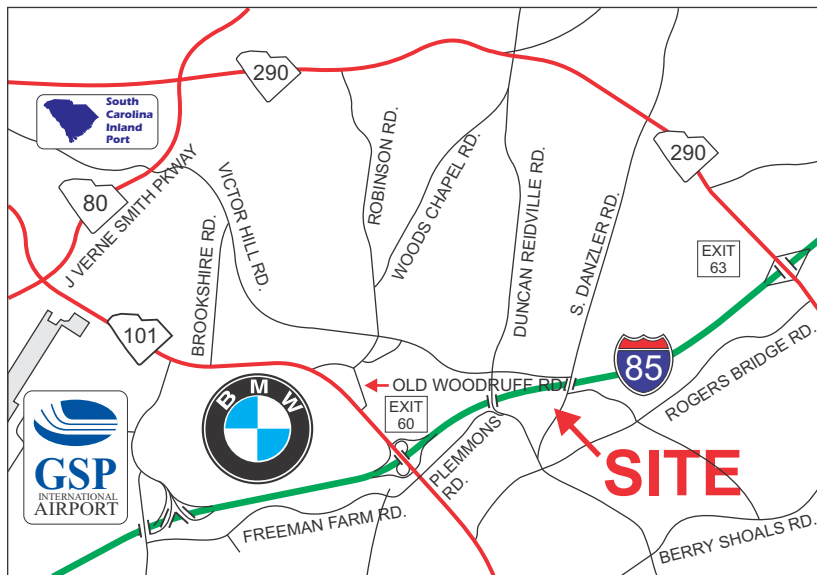 290
South
Carolina
Inland
Port
290
80
J VERNE SMITH PKWAY
VICTOR HILL RD.
BROOKSHIRE RD.
ROBINSON RD.
WOODS CHAPEL RD.
DUNCAN REIDVILLE RD.
S. DANZLER RD.
EXIT
63
101
85
ROGERS BRIDGE RD.
OLD WOODRUFF RD.
BMW
EXIT
60
PLEMMONS
RD.
SITE
GSP
INTERNATIONAL
AIRPORT
FREEMAN FARM RD.
BERRY SHOALS RD.